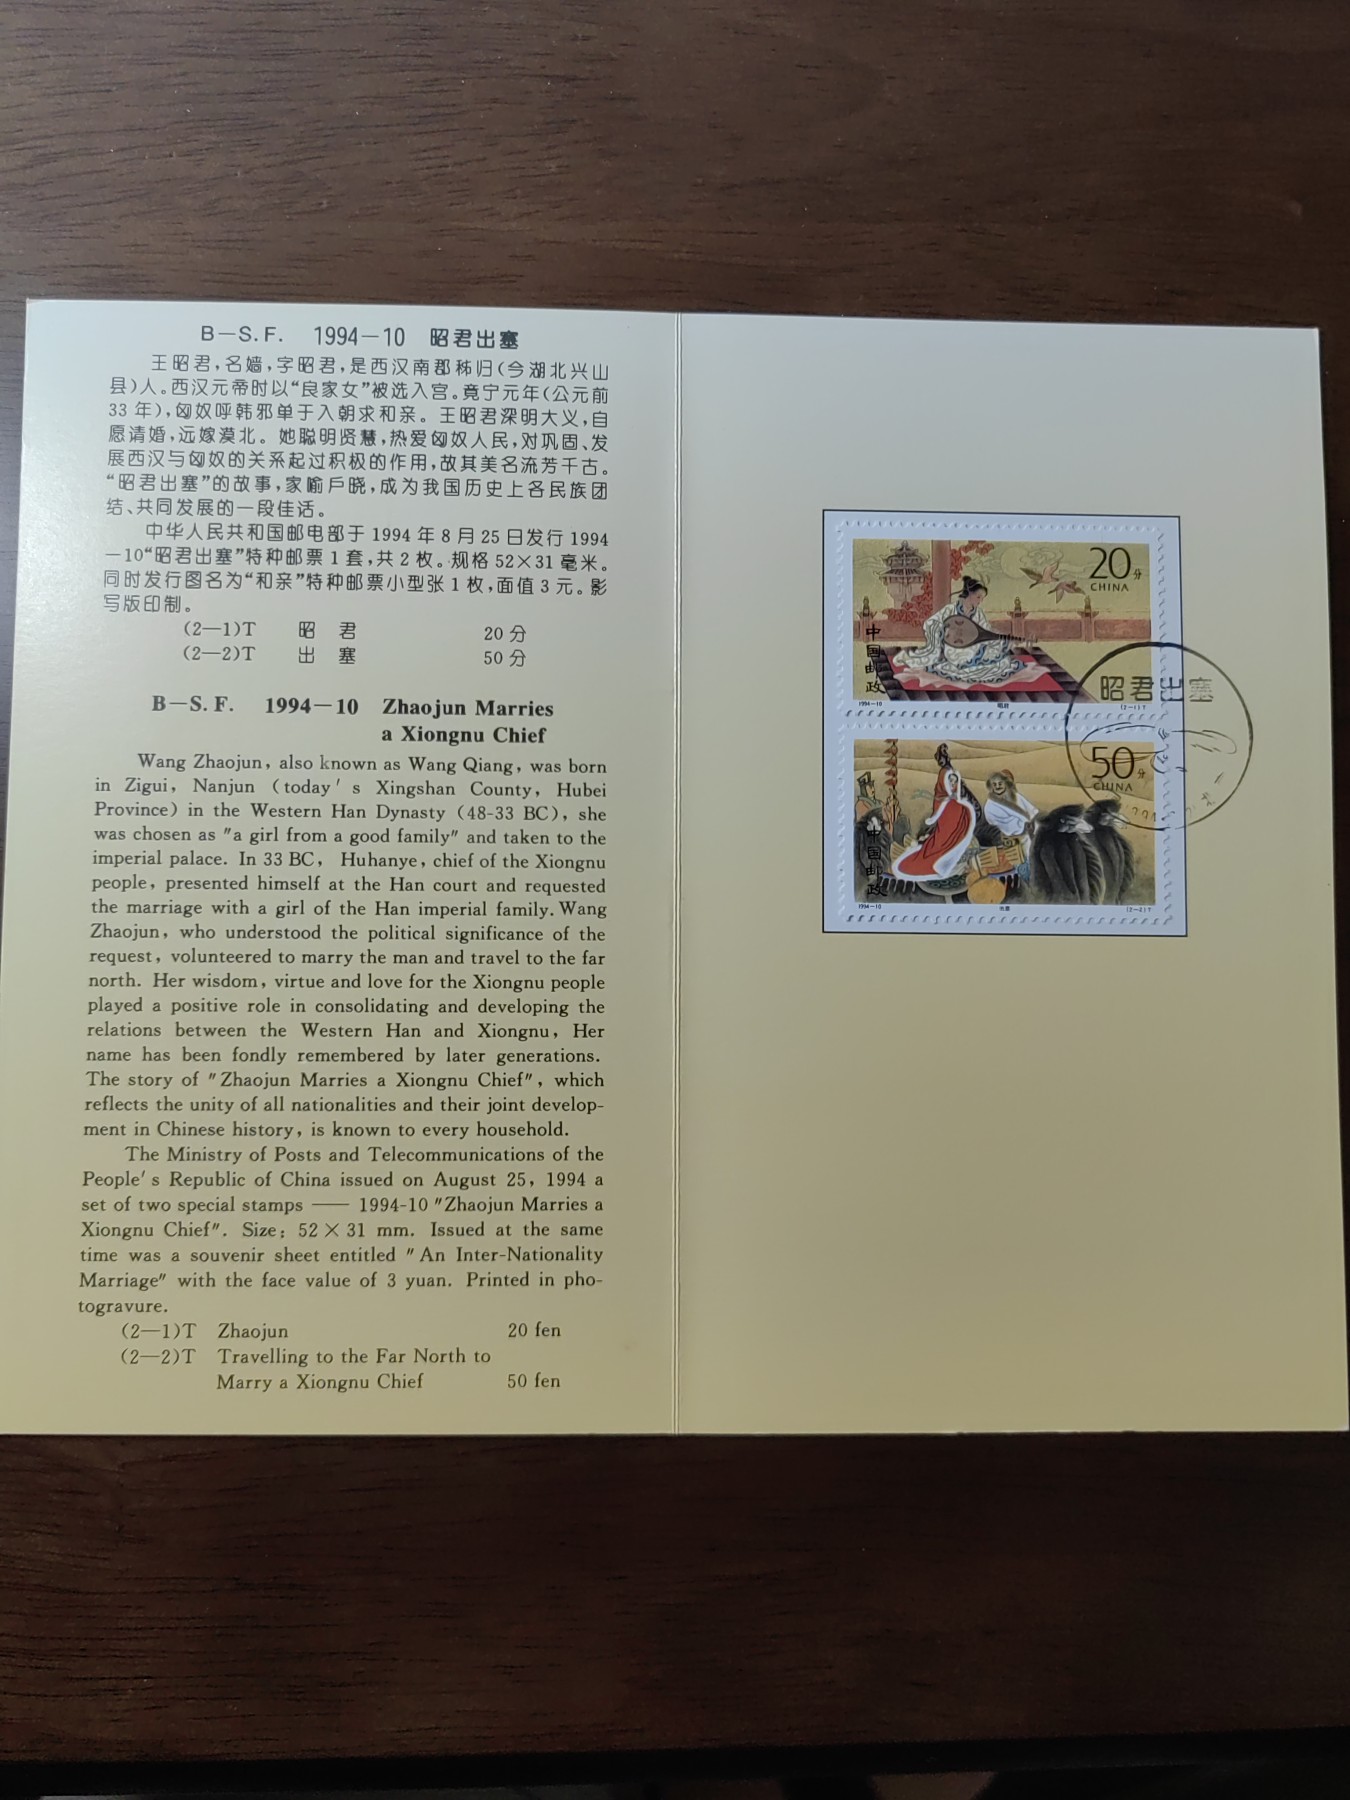 B—S.F. 1994—10 昭君出塞
王昭君,名嫱,字昭君,是西汉南郡秭归(今湖北兴山
县)人。西汉元帝时以“良家女”被选入宫。竟宁元年(公元前
33年),匈奴呼韩邪单于入朝求和亲。王昭君深明大义,自
愿请婚,远嫁漠北。她聪明贤慧,热爱匈奴人民,对巩固、发
展西汉与匈奴的关系起过积极的作用,故其美名流芳千古。
“昭君出塞”的故事,家喻戶晓,成为我国历史上各民族团
结、共同发展的一段佳话。
中华人民共和国邮电部于1994年8月25日发行1994
—10“昭君出塞”特种邮票1套,共2枚。规格52×31毫米。
同时发行图名为“和亲”特种邮票小型张1枚,面值3元。影
写版印制。
(2—1)T 昭 君 20分
(2—2)T 出 塞 50分
B—S.F. 1994—10 Zhaojun Marries
a Xiongnu Chief
Wang Zhaojun, also known as Wang Qiang, was born
in Zigui, Nanjun (today's Xingshan County, Hubei
Province) in the Western Han Dynasty (48-33 BC), she
was chosen as "a girl from a good family" and taken to the
imperial palace. In 33 BC, Huhanye, chief of the Xiongnu
people, presented himself at the Han court and requested
the marriage with a girl of the Han imperial family. Wang
Zhaojun, who understood the political significance of the
request, volunteered to marry the man and travel to the far
north. Her wisdom, virtue and love for the Xiongnu people
played a positive role in consolidating and developing the
relations between the Western Han and Xiongnu, Her
name has been fondly remembered by later generations.
The story of "Zhaojun Marries a Xiongnu Chief", which
reflects the unity of all nationalities and their joint develop-
ment in Chinese history, is known to every household.
The Ministry of Posts and Telecommunications of the
People's Republic of China issued on August 25, 1994 a
set of two special stamps —— 1994-10 "Zhaojun Marries a
Xiongnu Chief". Size: 52×31 mm. Issued at the same
time was a souvenir sheet entitled "An Inter-Nationality
Marriage" with the face value of 3 yuan. Printed in pho-
togravure.
(2—1)T Zhaojun 20 fen
(2—2)T Travelling to the Far North to
Marry a Xiongnu Chief 50 fen
20分
CHINA
中国邮政
1994—10 昭君 (2—1)T
昭君出塞
50分
CHINA
中国邮政
1994—10 出塞 (2—2)T